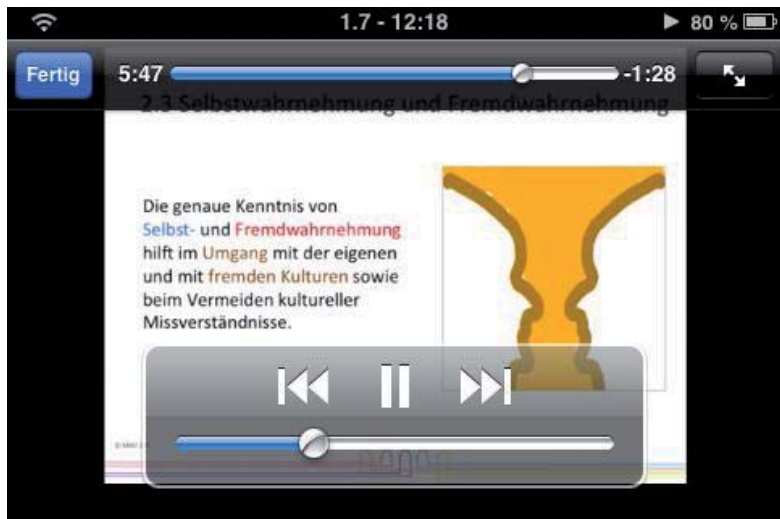 1.7 - 12:18 80 %
Fertig 5:47 -1:28
2.3 Selbstwahrnehmung und Fremdwahrnehmung
Die genaue Kenntnis von
Selbst- und Fremdwahrnehmung
hilft im Umgang mit der eigenen
und mit fremden Kulturen sowie
beim Vermeiden kultureller
Missverständnisse.